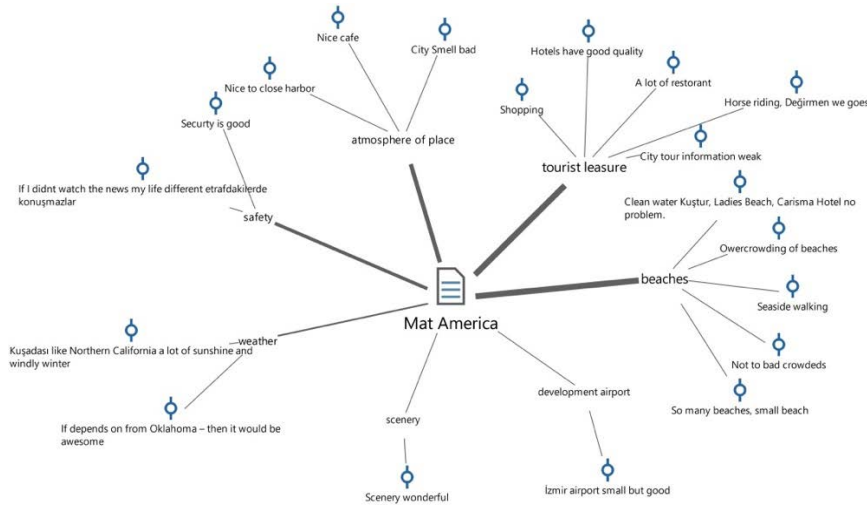 Nice cafe
City Smell bad
Hotels have good quality
Nice to close harbor
A lot of restorant
Shopping
Horse riding, Değirmen we goes
Securty is good
atmosphere of place
City tour information weak
tourist leasure
If I didnt watch the news my life different etrafdakilerde
konuşmazlar
Clean water Kuştur, Ladies Beach, Carisma Hotel no
problem.
safety
Owercrowding of beaches
beaches
Seaside walking
Mat America
Kuşadası like Northern California a lot of sunshine and
windly winter
weather
Not to bad crowdeds
development airport
So many beaches, small beach
scenery
If depends on from Oklahoma – then it would be
awesome
Scenery wonderful
İzmir airport small but good